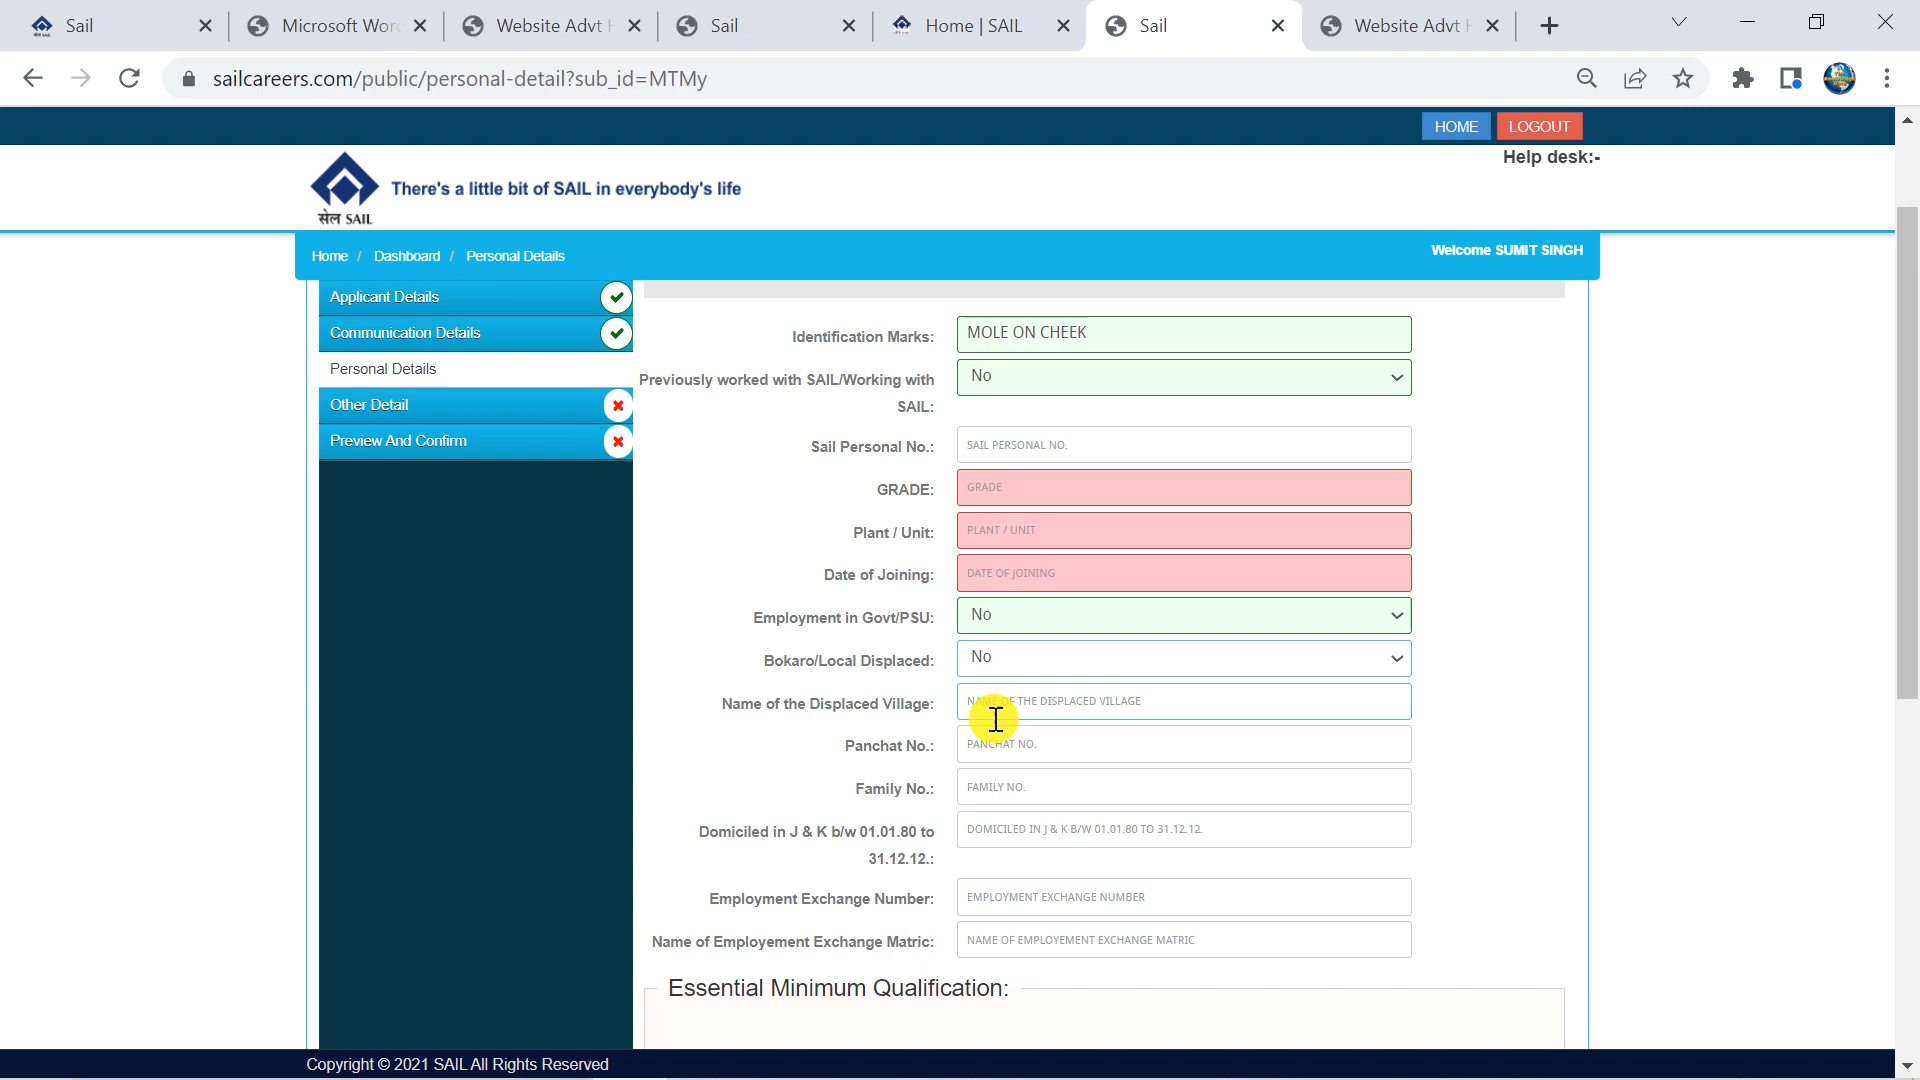 Sail
Microsoft Wor
Website Advt H
Sail
Home | SAIL
Sail
Website Advt H
sailcareers.com/public/personal-detail?sub_id=MTMy
HOME
LOGOUT
Help desk:-
There's a little bit of SAIL in everybody's life
सेल SAIL
Home / Dashboard / Personal Details
Welcome SUMIT SINGH
Applicant Details
Communication Details
Personal Details
Other Detail
Preview And Confirm
Identification Marks: MOLE ON CHEEK
Previously worked with SAIL/Working with No
SAIL:
Sail Personal No.: SAIL PERSONAL NO.
GRADE: GRADE
Plant / Unit: PLANT / UNIT
Date of Joining: DATE OF JOINING
Employment in Govt/PSU: No
Bokaro/Local Displaced: No
Name of the Displaced Village: NAME OF THE DISPLACED VILLAGE
Panchat No.: PANCHAT NO.
Family No.: FAMILY NO.
Domiciled in J & K b/w 01.01.80 to DOMICILED IN J & K B/W 01.01.80 TO 31.12.12.
31.12.12.:
Employment Exchange Number: EMPLOYMENT EXCHANGE NUMBER
Name of Employement Exchange Matric: NAME OF EMPLOYEMENT EXCHANGE MATRIC
Essential Minimum Qualification:
Copyright © 2021 SAIL All Rights Reserved